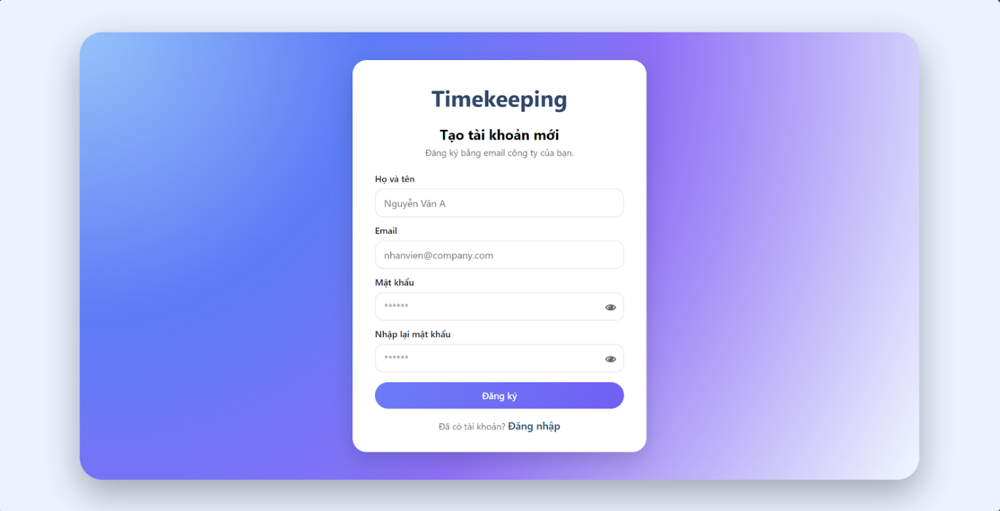 Timekeeping
Tạo tài khoản mới
Đăng ký bằng email công ty của bạn.
Họ và tên
Nguyễn Văn A
Email
nhanvien@company.com
Mật khẩu
******
Nhập lại mật khẩu
******
Đăng ký
Đã có tài khoản? Đăng nhập